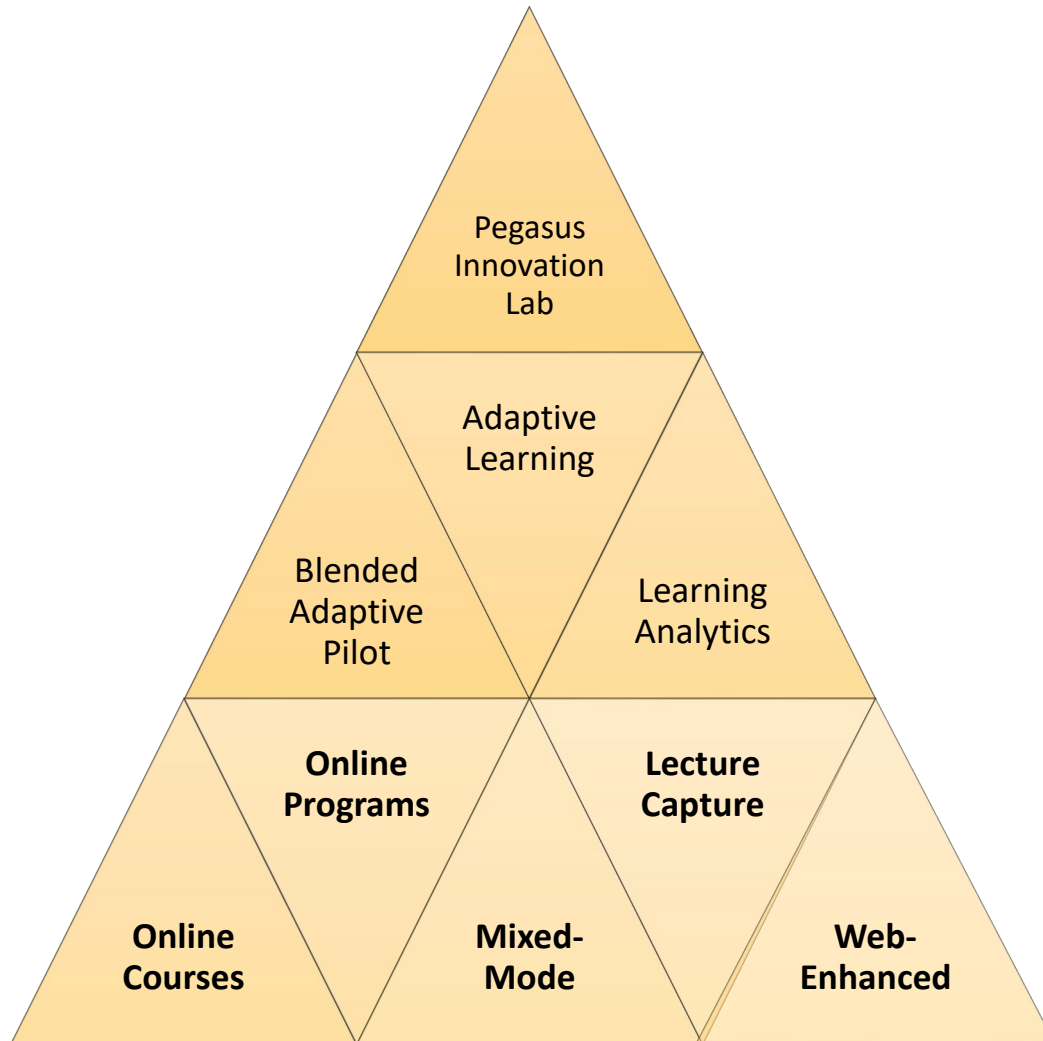 Pegasus
Innovation
Lab
Adaptive
Learning
Blended
Adaptive
Pilot
Learning
Analytics
Online
Programs
Lecture
Capture
Online
Courses
Mixed-
Mode
Web-
Enhanced